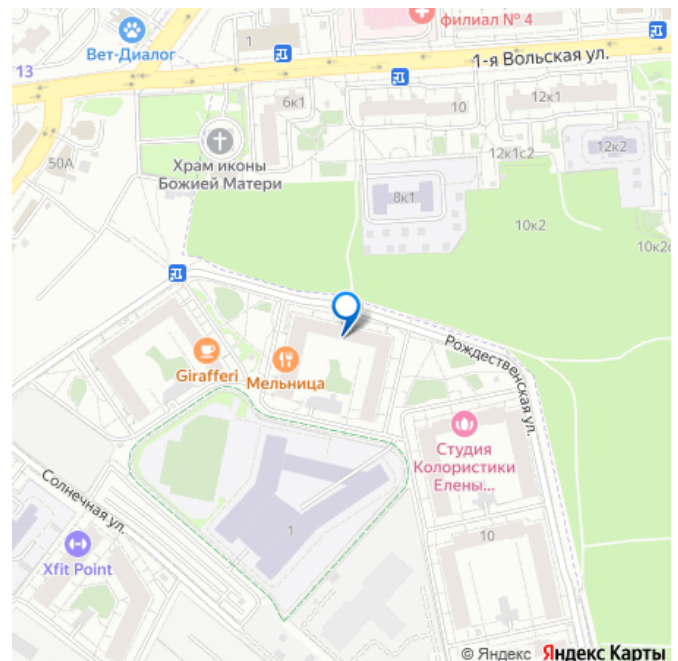 филиал № 4
Вет-Диалог
1
13
1-я Вольская ул.
6к1
10
12к1
50А
Храм иконы
Божией Матери
12к1с2
12к2
8к1
10к2
10к2с
Рождественская ул.
Girafferi
Мельница
Студия
Колористики
Елены...
Солнечная ул.
1
10
Xfit Point
© Яндекс Яндекс Карты